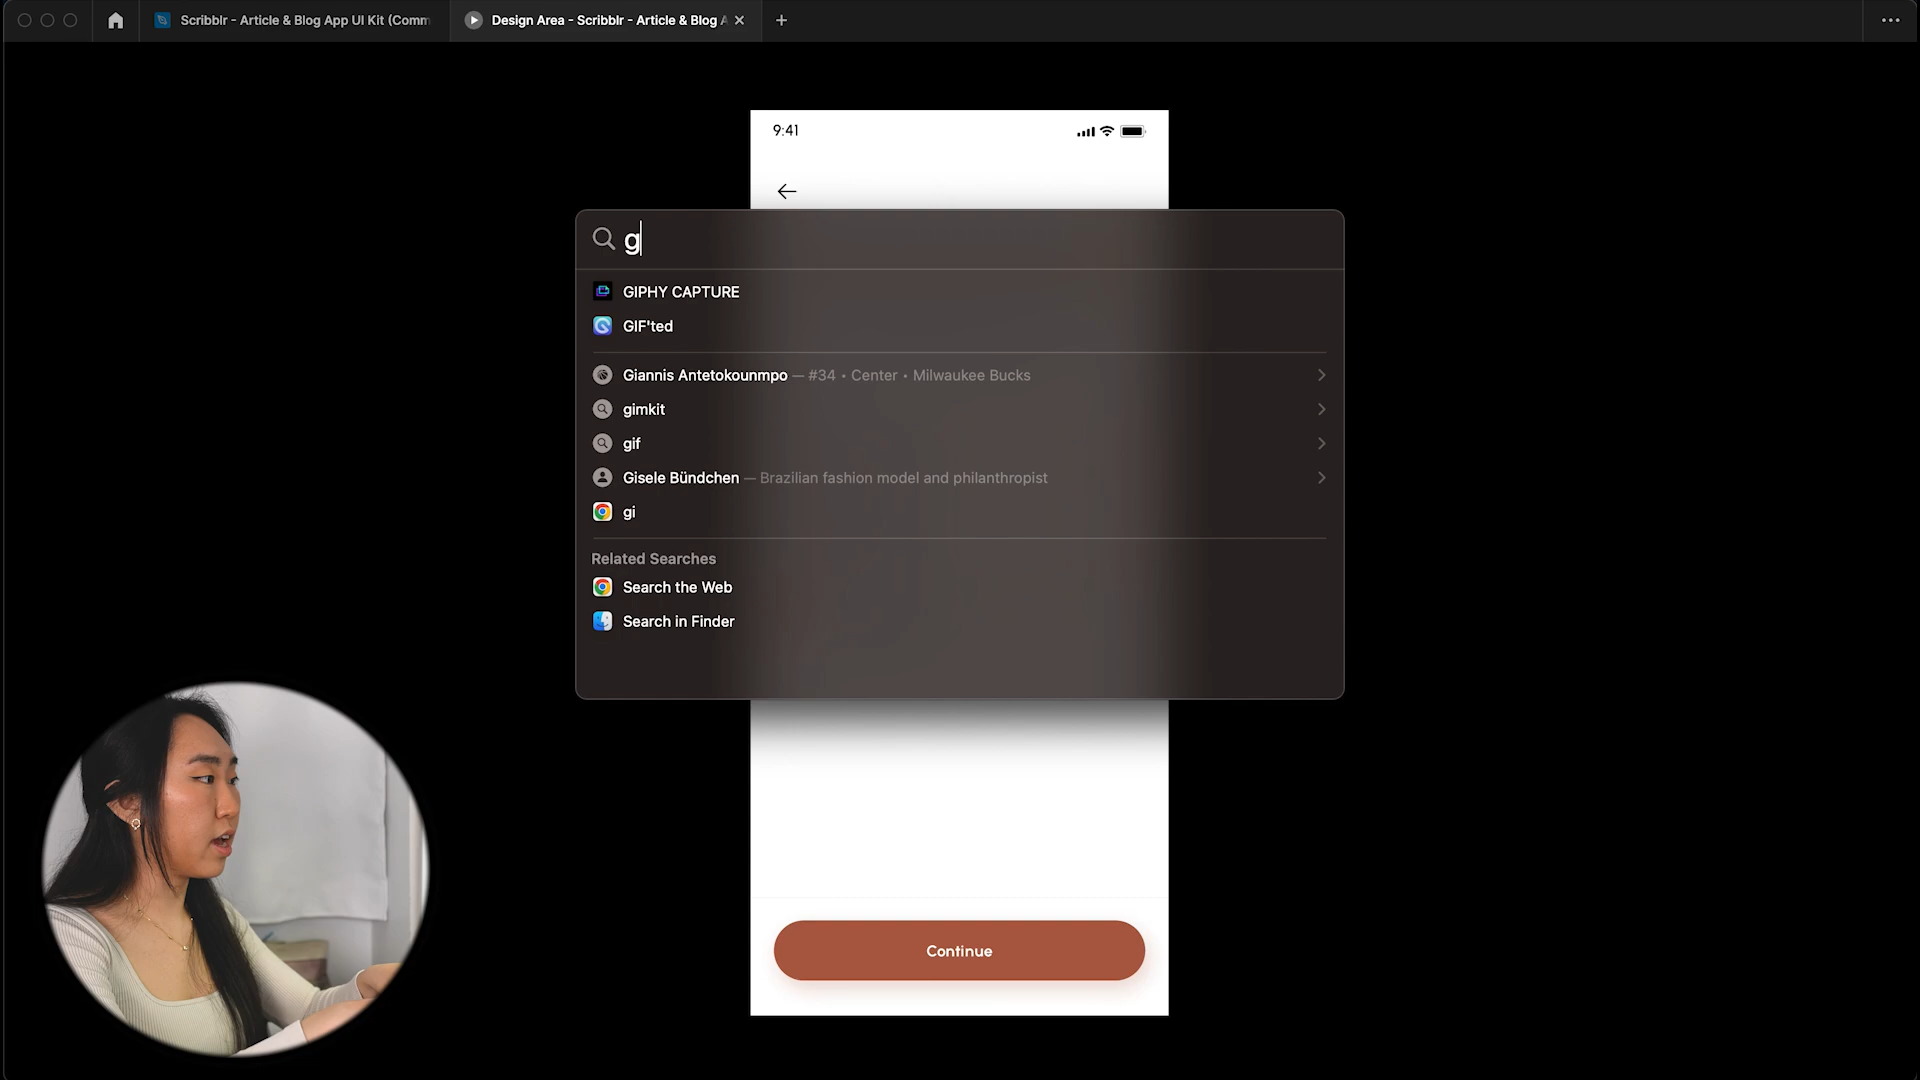 Scribblr - Article & Blog App UI Kit (Comm
Design Area - Scribblr - Article & Blog A
9:41
g
GIPHY CAPTURE
GIF'ted
Giannis Antetokounmpo — #34 • Center • Milwaukee Bucks
gimkit
gif
Gisele Bündchen — Brazilian fashion model and philanthropist
gi
Related Searches
Search the Web
Search in Finder
Continue